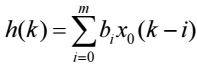 h(k) = \sum_{i=0}^{m} b_i x_0 (k - i)